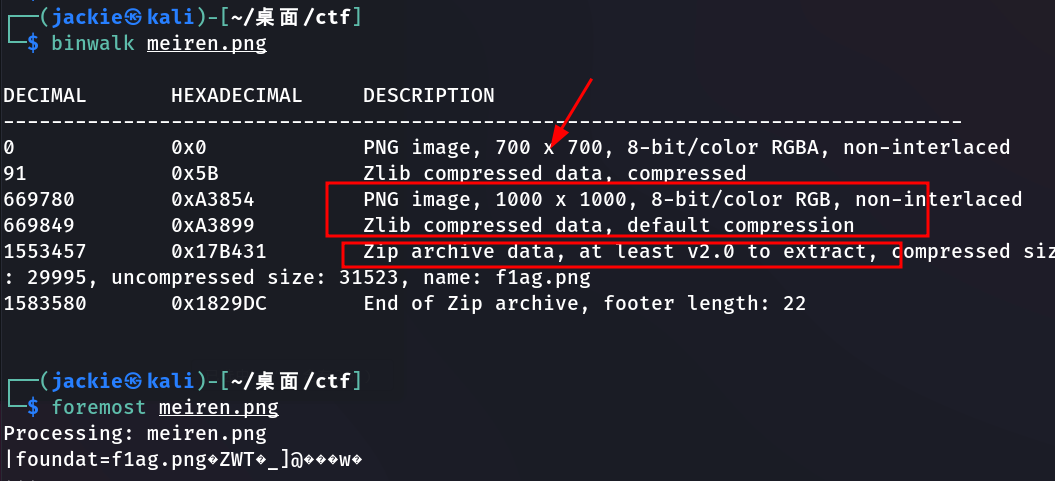 ┌──(jackie㉿kali)-[~/桌面/ctf]
└─$ binwalk meiren.png
DECIMAL       HEXADECIMAL     DESCRIPTION
--------------------------------------------------------------------------------
0             0x0             PNG image, 700 x 700, 8-bit/color RGBA, non-interlaced
91            0x5B            Zlib compressed data, compressed
669780        0xA3854         PNG image, 1000 x 1000, 8-bit/color RGB, non-interlaced
669849        0xA3899         Zlib compressed data, default compression
1553457       0x17B431        Zip archive data, at least v2.0 to extract, compressed siz
: 29995, uncompressed size: 31523, name: f1ag.png
1583580       0x1829DC        End of Zip archive, footer length: 22
┌──(jackie㉿kali)-[~/桌面/ctf]
└─$ foremost meiren.png
Processing: meiren.png
|foundat=f1ag.png�ZWT�_]@���w�